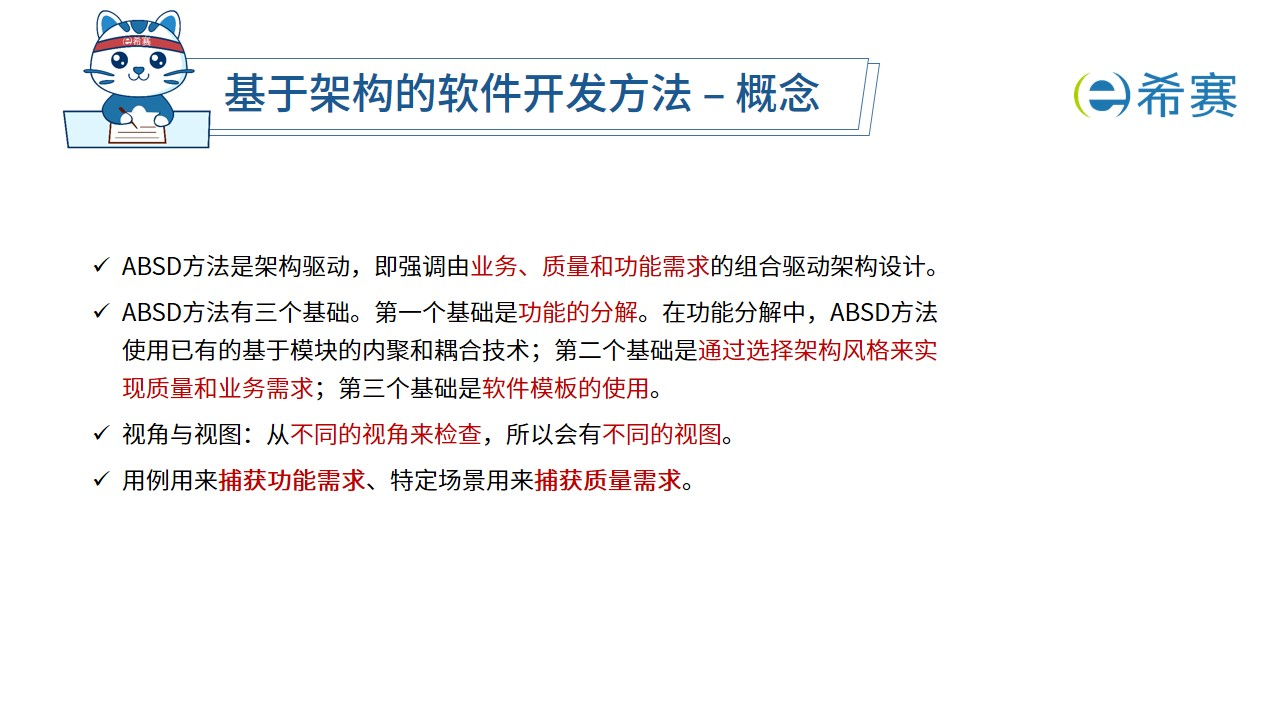 希赛
基于架构的软件开发方法 – 概念
希赛
✓ ABSD方法是架构驱动，即强调由业务、质量和功能需求的组合驱动架构设计。
✓ ABSD方法有三个基础。第一个基础是功能的分解。在功能分解中，ABSD方法
使用已有的基于模块的内聚和耦合技术；第二个基础是通过选择架构风格来实
现质量和业务需求；第三个基础是软件模板的使用。
✓ 视角与视图：从不同的视角来检查，所以会有不同的视图。
✓ 用例用来捕获功能需求、特定场景用来捕获质量需求。